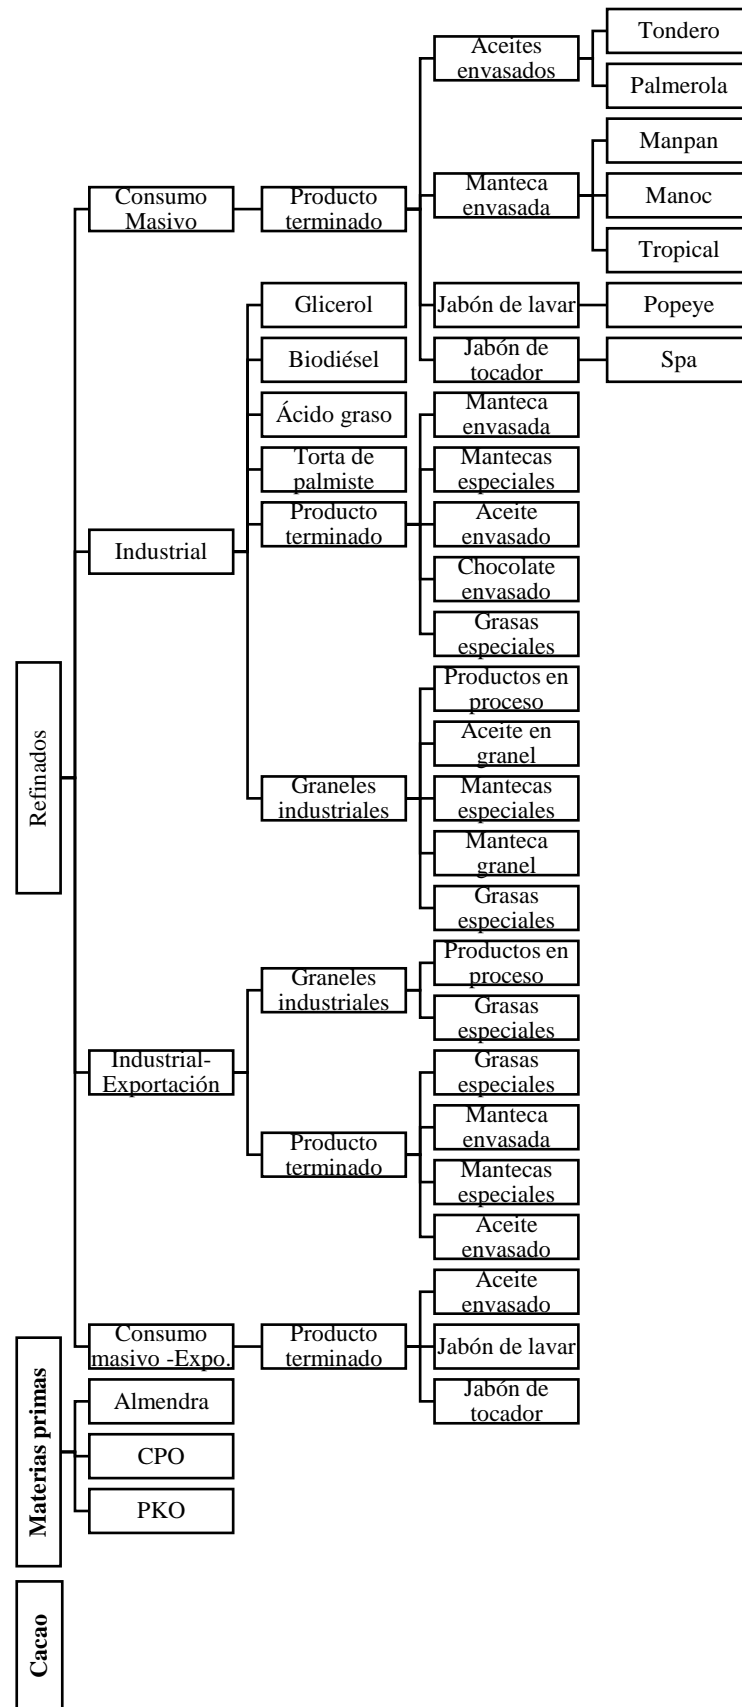 Refinados
Consumo
Masivo
Producto
terminado
Aceites
envasados
Tondero
Palmerola
Manteca
envasada
Manpan
Manoc
Tropical
Jabón de lavar
Popeye
Jabón de
tocador
Spa
Industrial
Glicerol
Biodiésel
Ácido graso
Torta de
palmiste
Producto
terminado
Manteca
envasada
Mantecas
especiales
Aceite
envasado
Chocolate
envasado
Grasas
especiales
Graneles
industriales
Productos en
proceso
Aceite en
granel
Mantecas
especiales
Manteca
granel
Grasas
especiales
Industrial-
Exportación
Graneles
industriales
Productos en
proceso
Grasas
especiales
Producto
terminado
Grasas
especiales
Manteca
envasada
Mantecas
especiales
Aceite
envasado
Consumo
masivo -Expo.
Producto
terminado
Aceite
envasado
Jabón de lavar
Jabón de
tocador
Materias primas
Almendra
CPO
PKO
Cacao